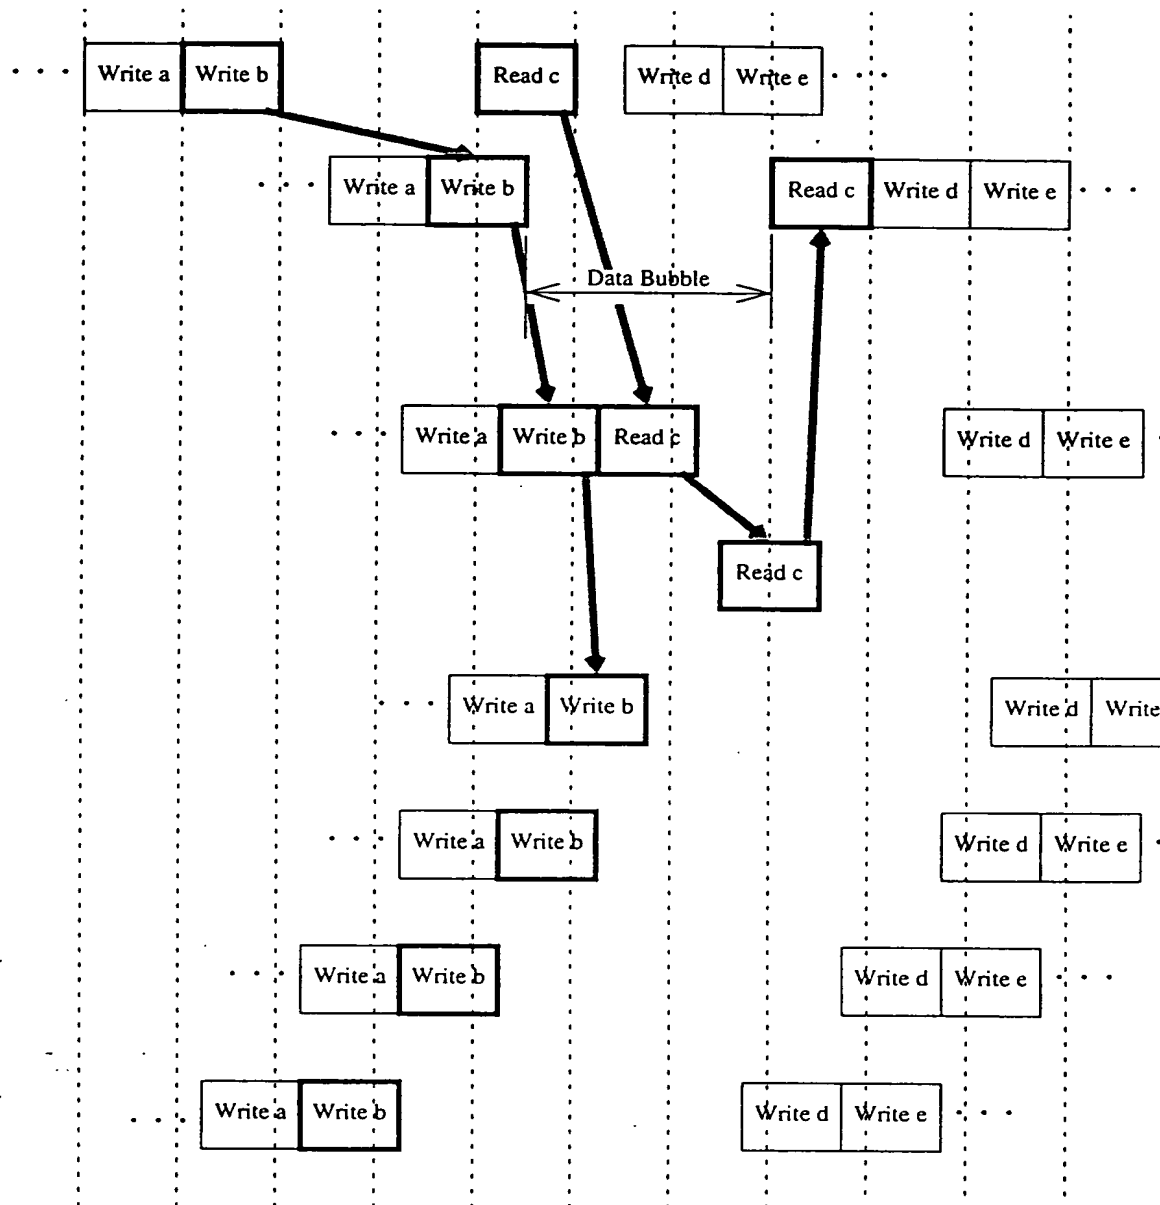 · · · Write a Write b Read c Write d Write e · · ·
· · · Write a Write b Read c Write d Write e · · ·
Data Bubble
· · · Write a Write b Read c Write d Write e
Read c
· · · Write a Write b Write d Write
· · · Write a Write b Write d Write e
· · · Write a Write b Write d Write e · · ·
· · · Write a Write b Write d Write e · · ·